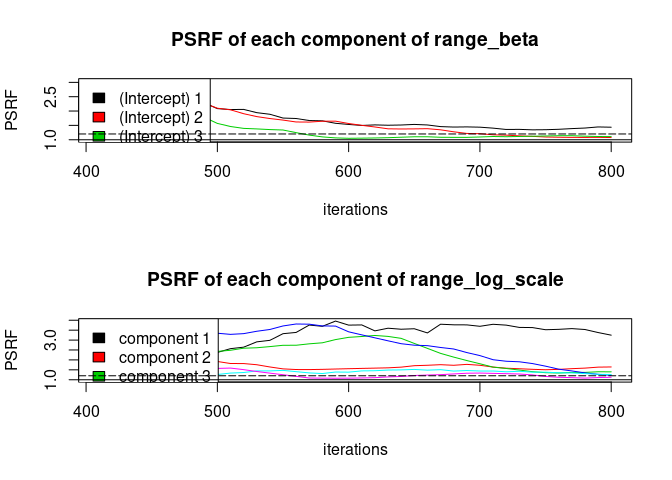 PSRF of each component of range_beta
PSRF
2.5
1.0
(Intercept) 1
(Intercept) 2
(Intercept) 3
400 500 600 700 800
iterations
PSRF of each component of range_log_scale
PSRF
3.0
1.0
component 1
component 2
component 3
400 500 600 700 800
iterations